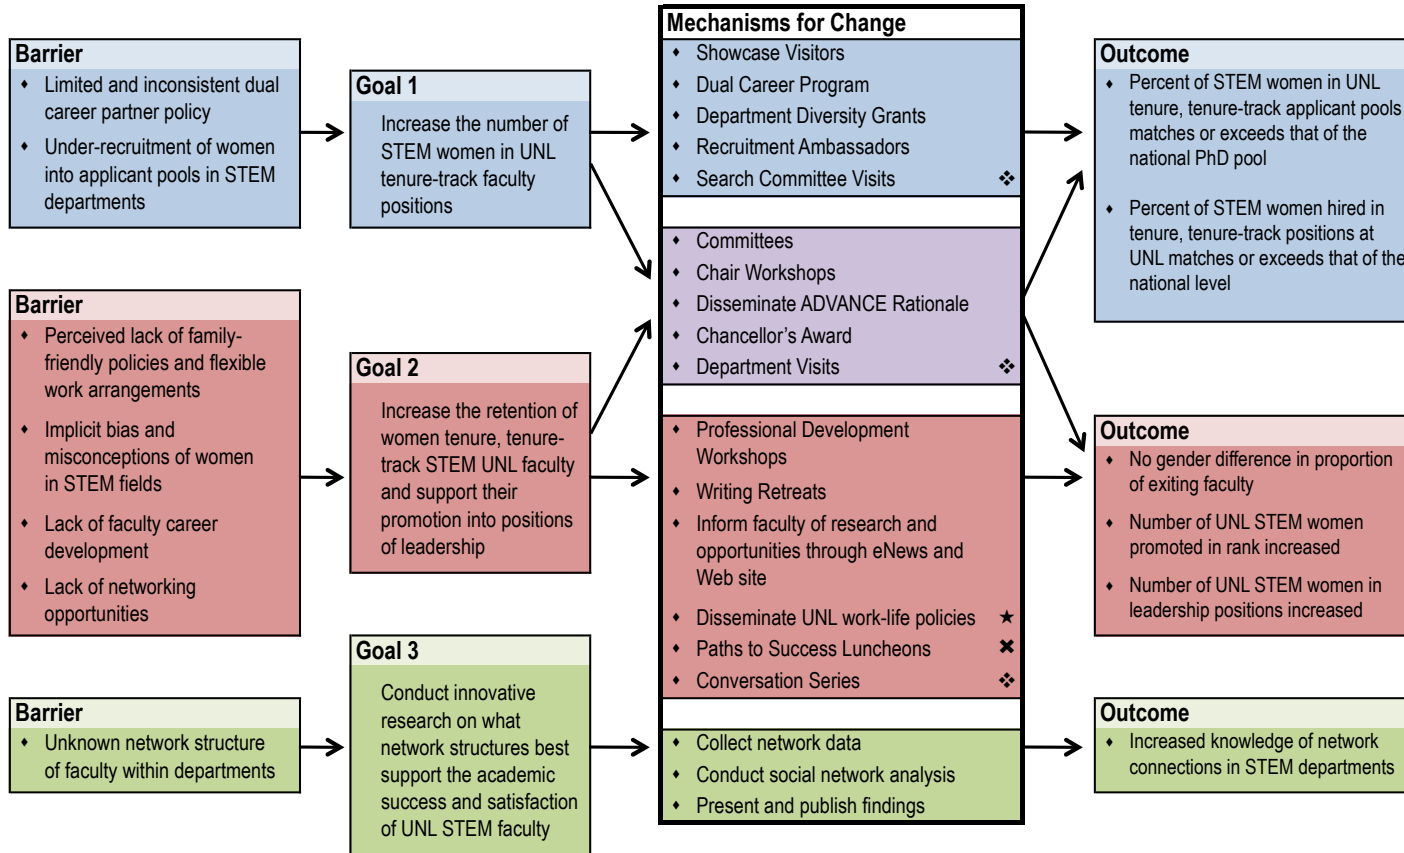 Barrier
Limited and inconsistent dual
career partner policy
Under-recruitment of women
into applicant pools in STEM
departments
Barrier
Perceived lack of family-
friendly policies and flexible
work arrangements
Implicit bias and
misconceptions of women
in STEM fields
Lack of faculty career
development
Lack of networking
opportunities
Barrier
Unknown network structure
of faculty within departments
Goal 1
Increase the number of
STEM women in UNL
tenure-track faculty
positions
Goal 2
Increase the retention of
women tenure, tenure-
track STEM UNL faculty
and support their
promotion into positions
of leadership
Goal 3
Conduct innovative
research on what
network structures best
support the academic
success and satisfaction
of UNL STEM faculty
Mechanisms for Change
Showcase Visitors
Dual Career Program
Department Diversity Grants
Recruitment Ambassadors
Search Committee Visits
Committees
Chair Workshops
Disseminate ADVANCE Rationale
Chancellor's Award
Department Visits
Professional Development
Workshops
Writing Retreats
Inform faculty of research and
opportunities through eNews and
Web site
Disseminate UNL work-life policies
Paths to Success Luncheons
Conversation Series
Collect network data
Conduct social network analysis
Present and publish findings
Outcome
Percent of STEM women in UNL
tenure, tenure-track applicant pools
matches or exceeds that of the
national PhD pool
Percent of STEM women hired in
tenure, tenure-track positions at
UNL matches or exceeds that of the
national level
Outcome
No gender difference in proportion
of exiting faculty
Number of UNL STEM women
promoted in rank increased
Number of UNL STEM women in
leadership positions increased
Outcome
Increased knowledge of network
connections in STEM departments